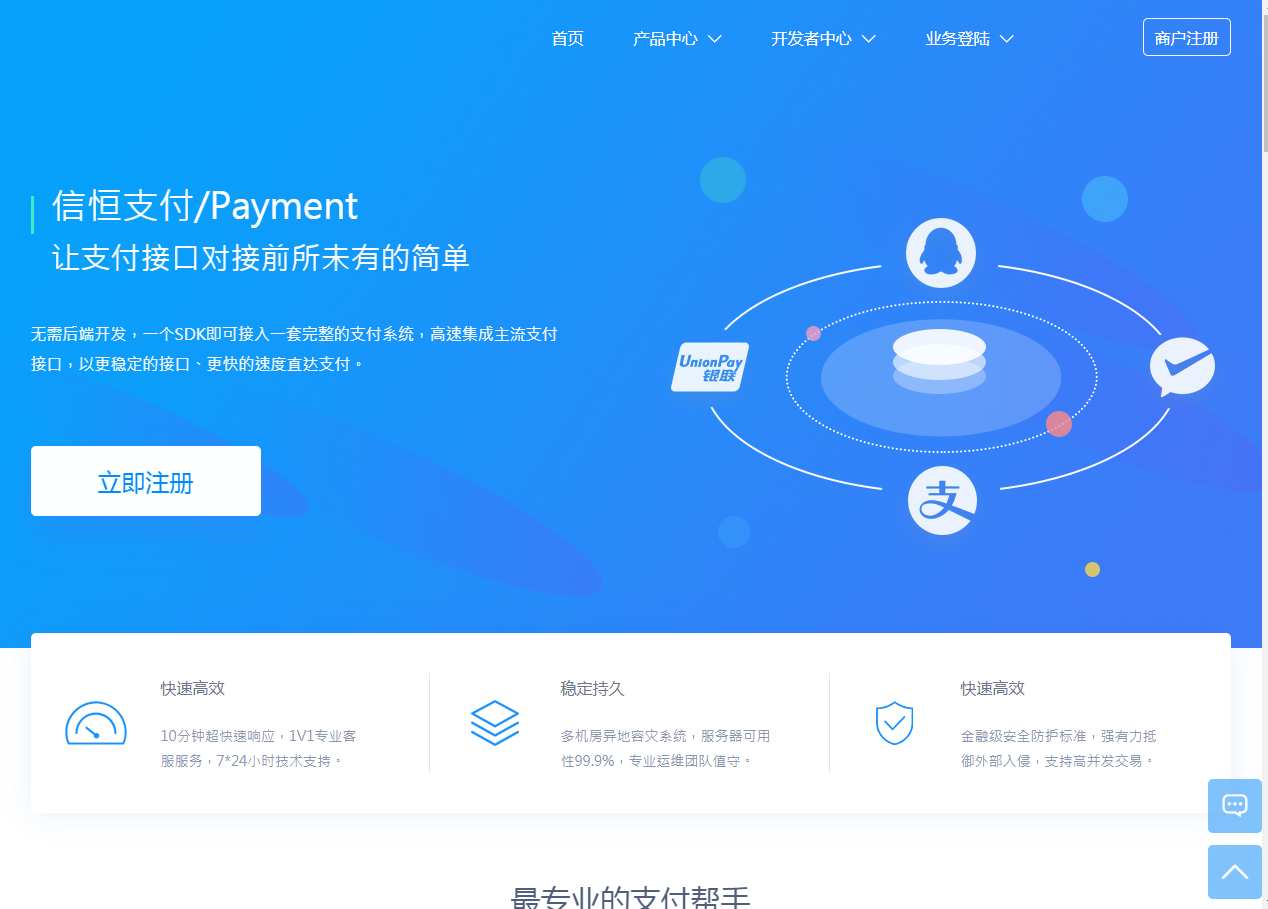 首页 产品中心 开发者中心 业务登陆 商户注册
信恒支付/Payment
让支付接口对接前所未有的简单
无需后端开发，一个SDK即可接入一套完整的支付系统，高速集成主流支付
接口，以更稳定的接口、更快的速度直达支付。
立即注册
UnionPay
银联
支
快速高效
10分钟超快速响应，1V1专业客
服服务，7*24小时技术支持。
稳定持久
多机房异地容灾系统，服务器可用
性99.9%，专业运维团队值守。
快速高效
金融级安全防护标准，强有力抵
御外部入侵，支持高并发交易。
最专业的支付帮手